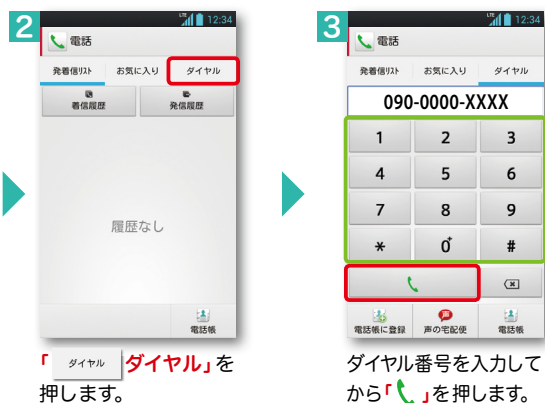 2
LTE 12:34
電話
発着信リスト お気に入り ダイヤル
着信履歴 発信履歴
履歴なし
電話帳
「 ダイヤル ダイヤル」を
押します。
3
LTE 12:34
電話
発着信リスト お気に入り ダイヤル
090-0000-XXXX
1 2 3
4 5 6
7 8 9
* 0+ #
電話帳に登録 声 声の宅配便 電話帳
ダイヤル番号を入力して
から「 」を押します。